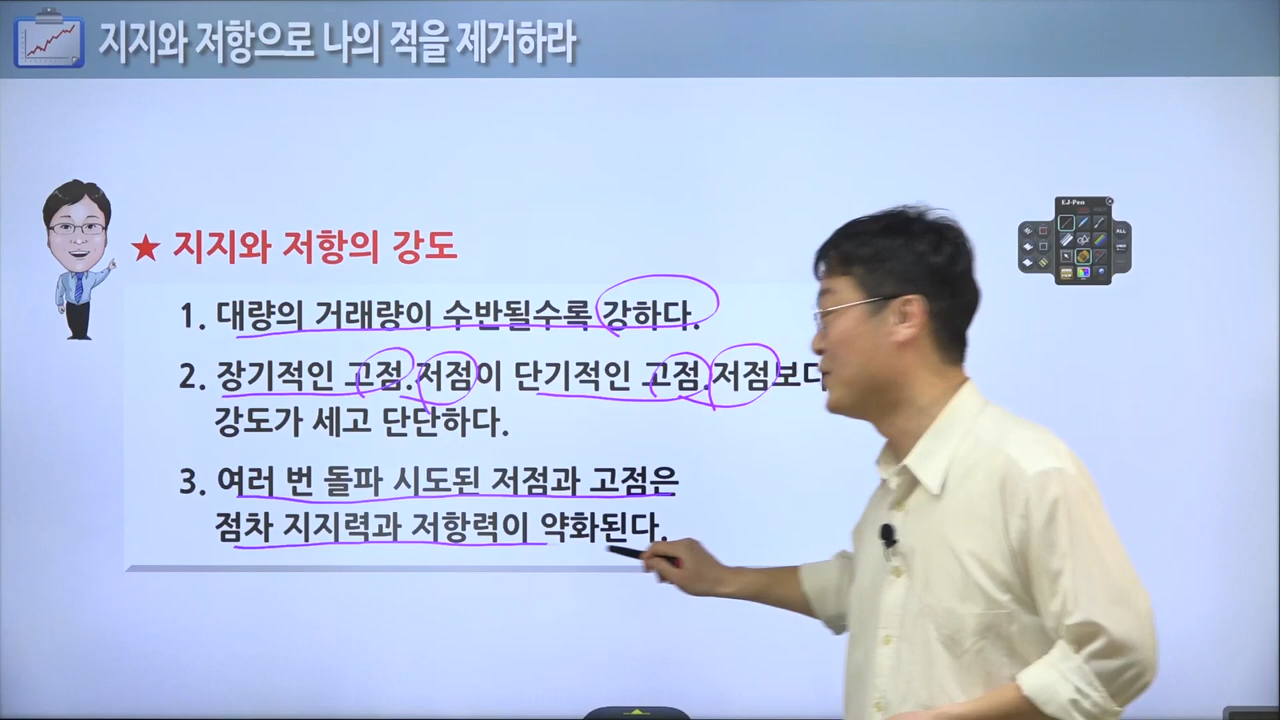 지지와 저항으로 나의 적을 제거하라
EJ-Pen
ALL
★ 지지와 저항의 강도
1. 대량의 거래량이 수반될수록 강하다.
2. 장기적인 고점.저점이 단기적인 고점.저점보다
강도가 세고 단단하다.
3. 여러 번 돌파 시도된 저점과 고점은
점차 지지력과 저항력이 약화된다.